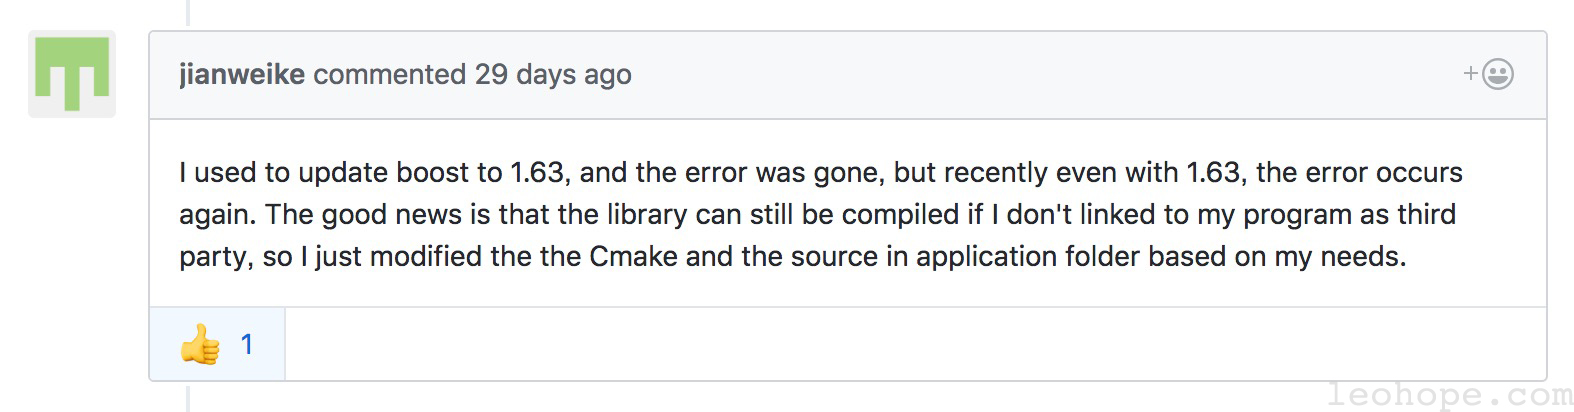 jianweike commented 29 days ago
I used to update boost to 1.63, and the error was gone, but recently even with 1.63, the error occurs
again. The good news is that the library can still be compiled if I don't linked to my program as third
party, so I just modified the the Cmake and the source in application folder based on my needs.
👍 1
leohope.com